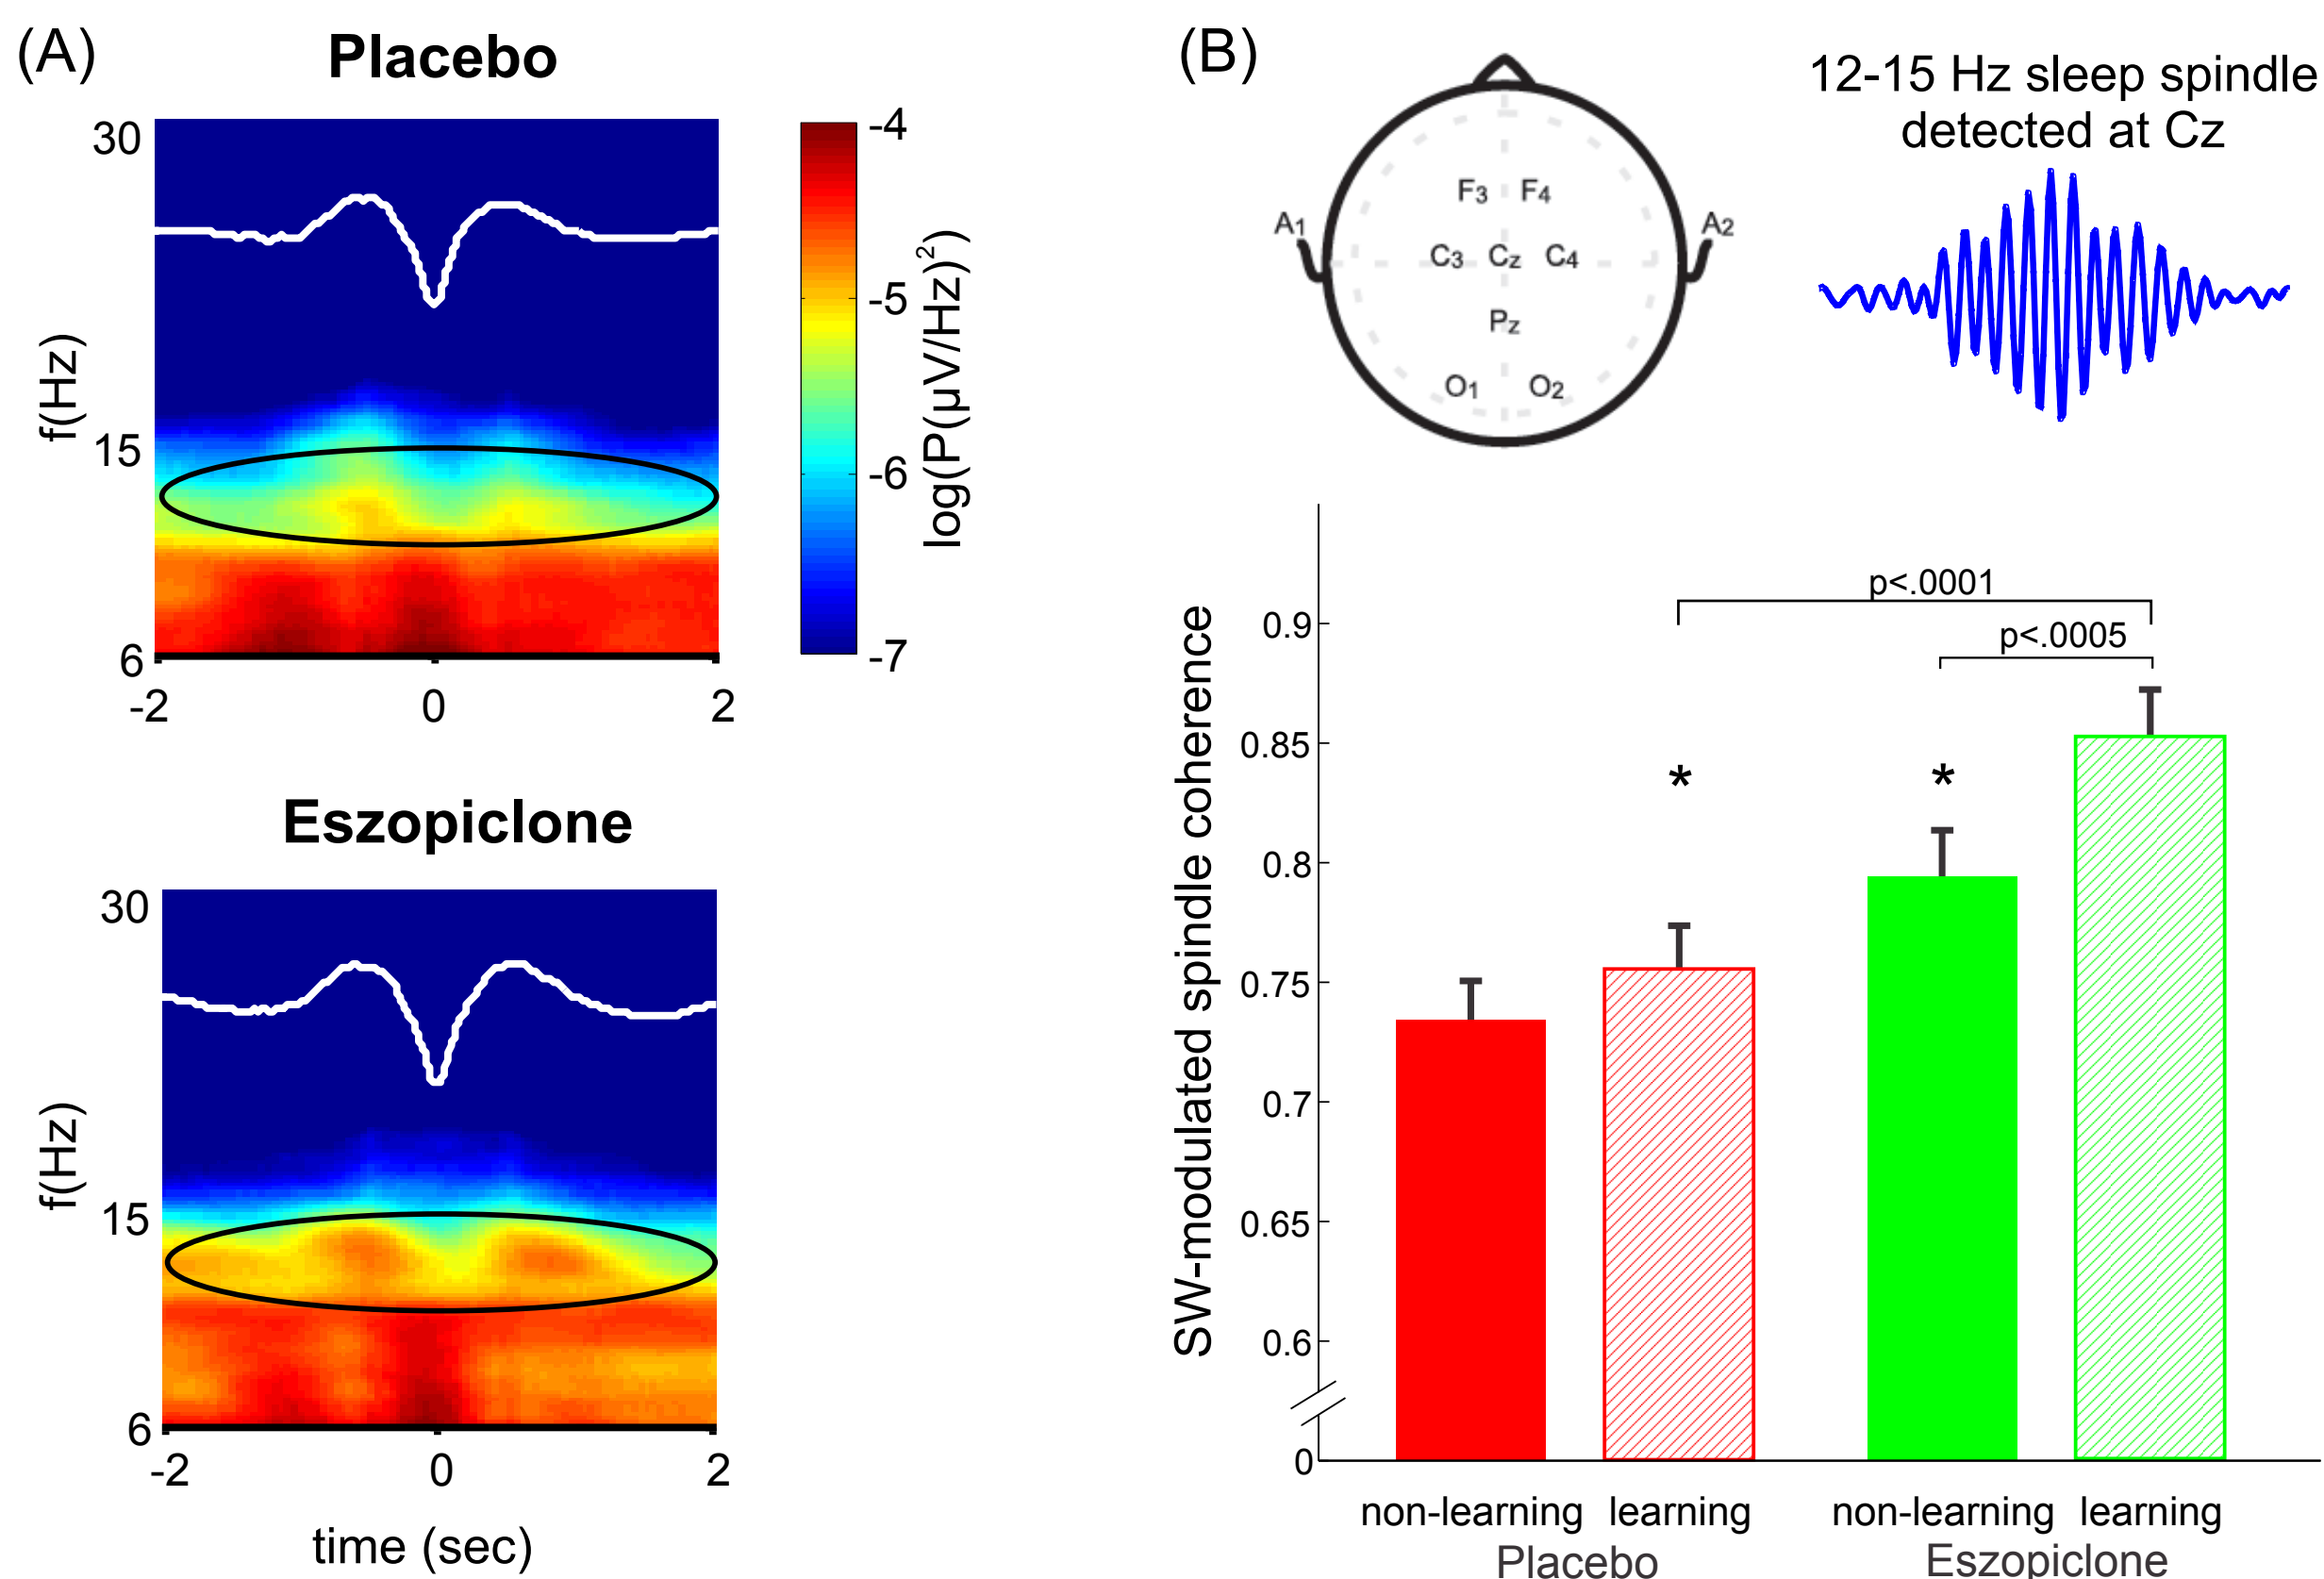 (A)
Placebo
30
15
6
f(Hz)
-2 0 2
-4
-5
-6
-7
log(P(μV/Hz)²)
Eszopiclone
30
15
6
f(Hz)
-2 0 2
time (sec)
(B)
F3 F4
A1 A2
C3 Cz C4
Pz
O1 O2
12-15 Hz sleep spindle
detected at Cz
SW-modulated spindle coherence
0.9
0.85
0.8
0.75
0.7
0.65
0.6
0
p<.0001
p<.0005
* *
non-learning learning non-learning learning
Placebo Eszopiclone